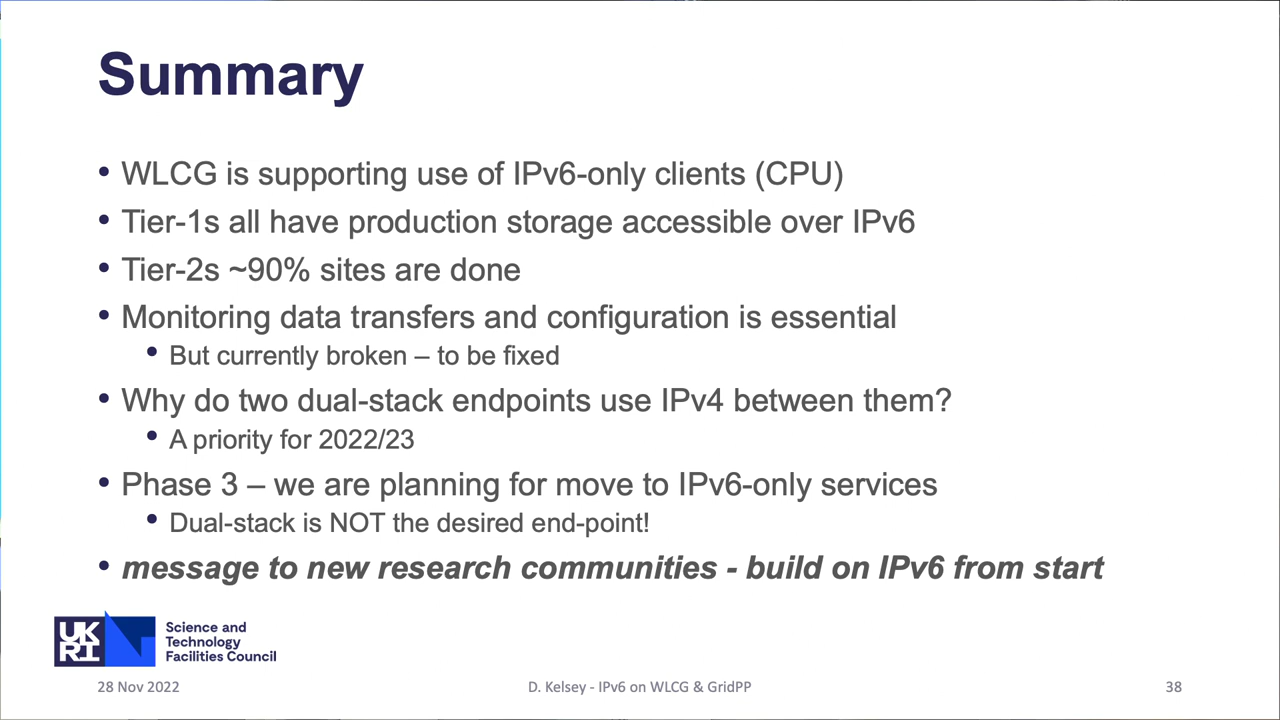 Summary
• WLCG is supporting use of IPv6-only clients (CPU)
• Tier-1s all have production storage accessible over IPv6
• Tier-2s ~90% sites are done
• Monitoring data transfers and configuration is essential
• But currently broken – to be fixed
• Why do two dual-stack endpoints use IPv4 between them?
• A priority for 2022/23
• Phase 3 – we are planning for move to IPv6-only services
• Dual-stack is NOT the desired end-point!
• message to new research communities - build on IPv6 from start
UK
RI
Science and
Technology
Facilities Council
28 Nov 2022
D. Kelsey - IPv6 on WLCG & GridPP
38